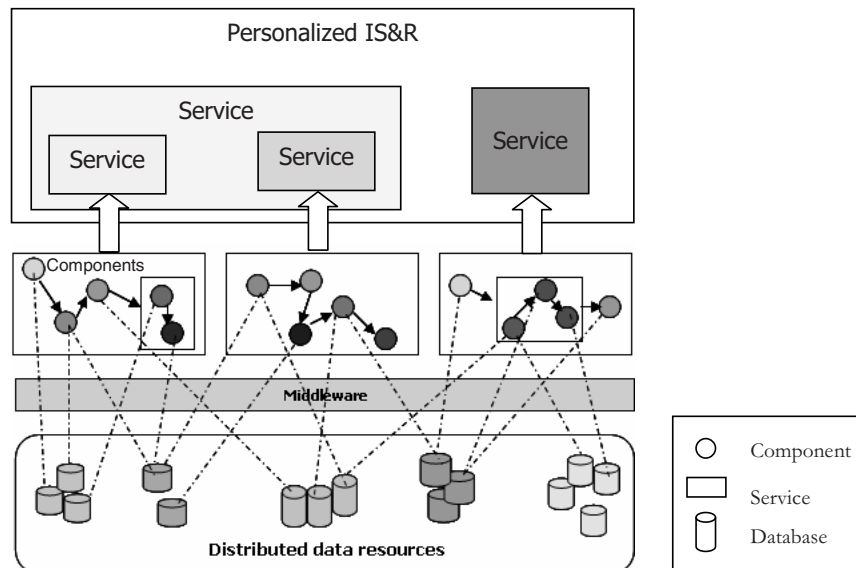 Personalized IS&R
Service
Service
Service
Service
Components
Middleware
Distributed data resources
Component
Service
Database